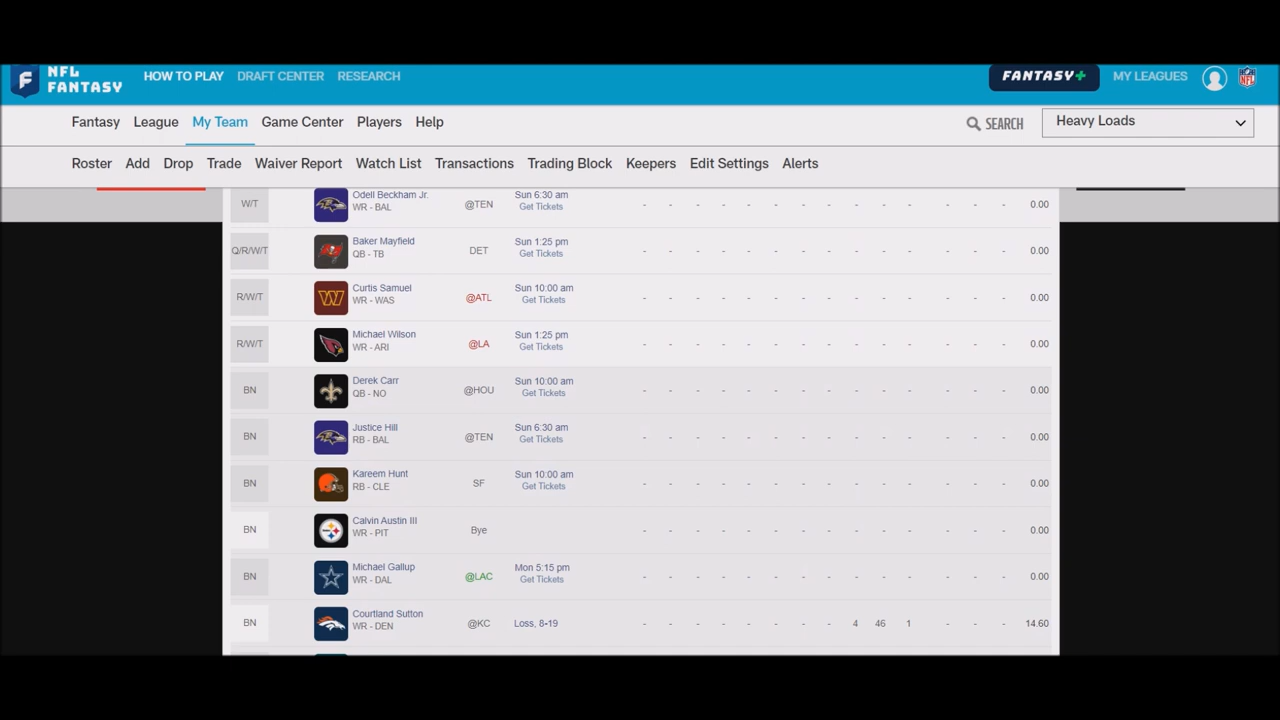 NFL
FANTASY
HOW TO PLAY DRAFT CENTER RESEARCH
FANTASY+ MY LEAGUES
Fantasy League My Team Game Center Players Help
SEARCH Heavy Loads
Roster Add Drop Trade Waiver Report Watch List Transactions Trading Block Keepers Edit Settings Alerts
W/T Odell Beckham Jr. WR - BAL @TEN Sun 6:30 am Get Tickets - - - - - - - - - - - - - 0.00
Q/R/W/T Baker Mayfield QB - TB DET Sun 1:25 pm Get Tickets - - - - - - - - - - - - - 0.00
R/W/T Curtis Samuel WR - WAS @ATL Sun 10:00 am Get Tickets - - - - - - - - - - - - - 0.00
R/W/T Michael Wilson WR - ARI @LA Sun 1:25 pm Get Tickets - - - - - - - - - - - - - 0.00
BN Derek Carr QB - NO @HOU Sun 10:00 am Get Tickets - - - - - - - - - - - - - 0.00
BN Justice Hill RB - BAL @TEN Sun 6:30 am Get Tickets - - - - - - - - - - - - - 0.00
BN Kareem Hunt RB - CLE SF Sun 10:00 am Get Tickets - - - - - - - - - - - - - 0.00
BN Calvin Austin III WR - PIT Bye - - - - - - - - - - - - - 0.00
BN Michael Gallup WR - DAL @LAC Mon 5:15 pm Get Tickets - - - - - - - - - - - - - 0.00
BN Courtland Sutton WR - DEN @KC Loss, 8-19 - - - - - - - - 4 46 1 - - - 14.60